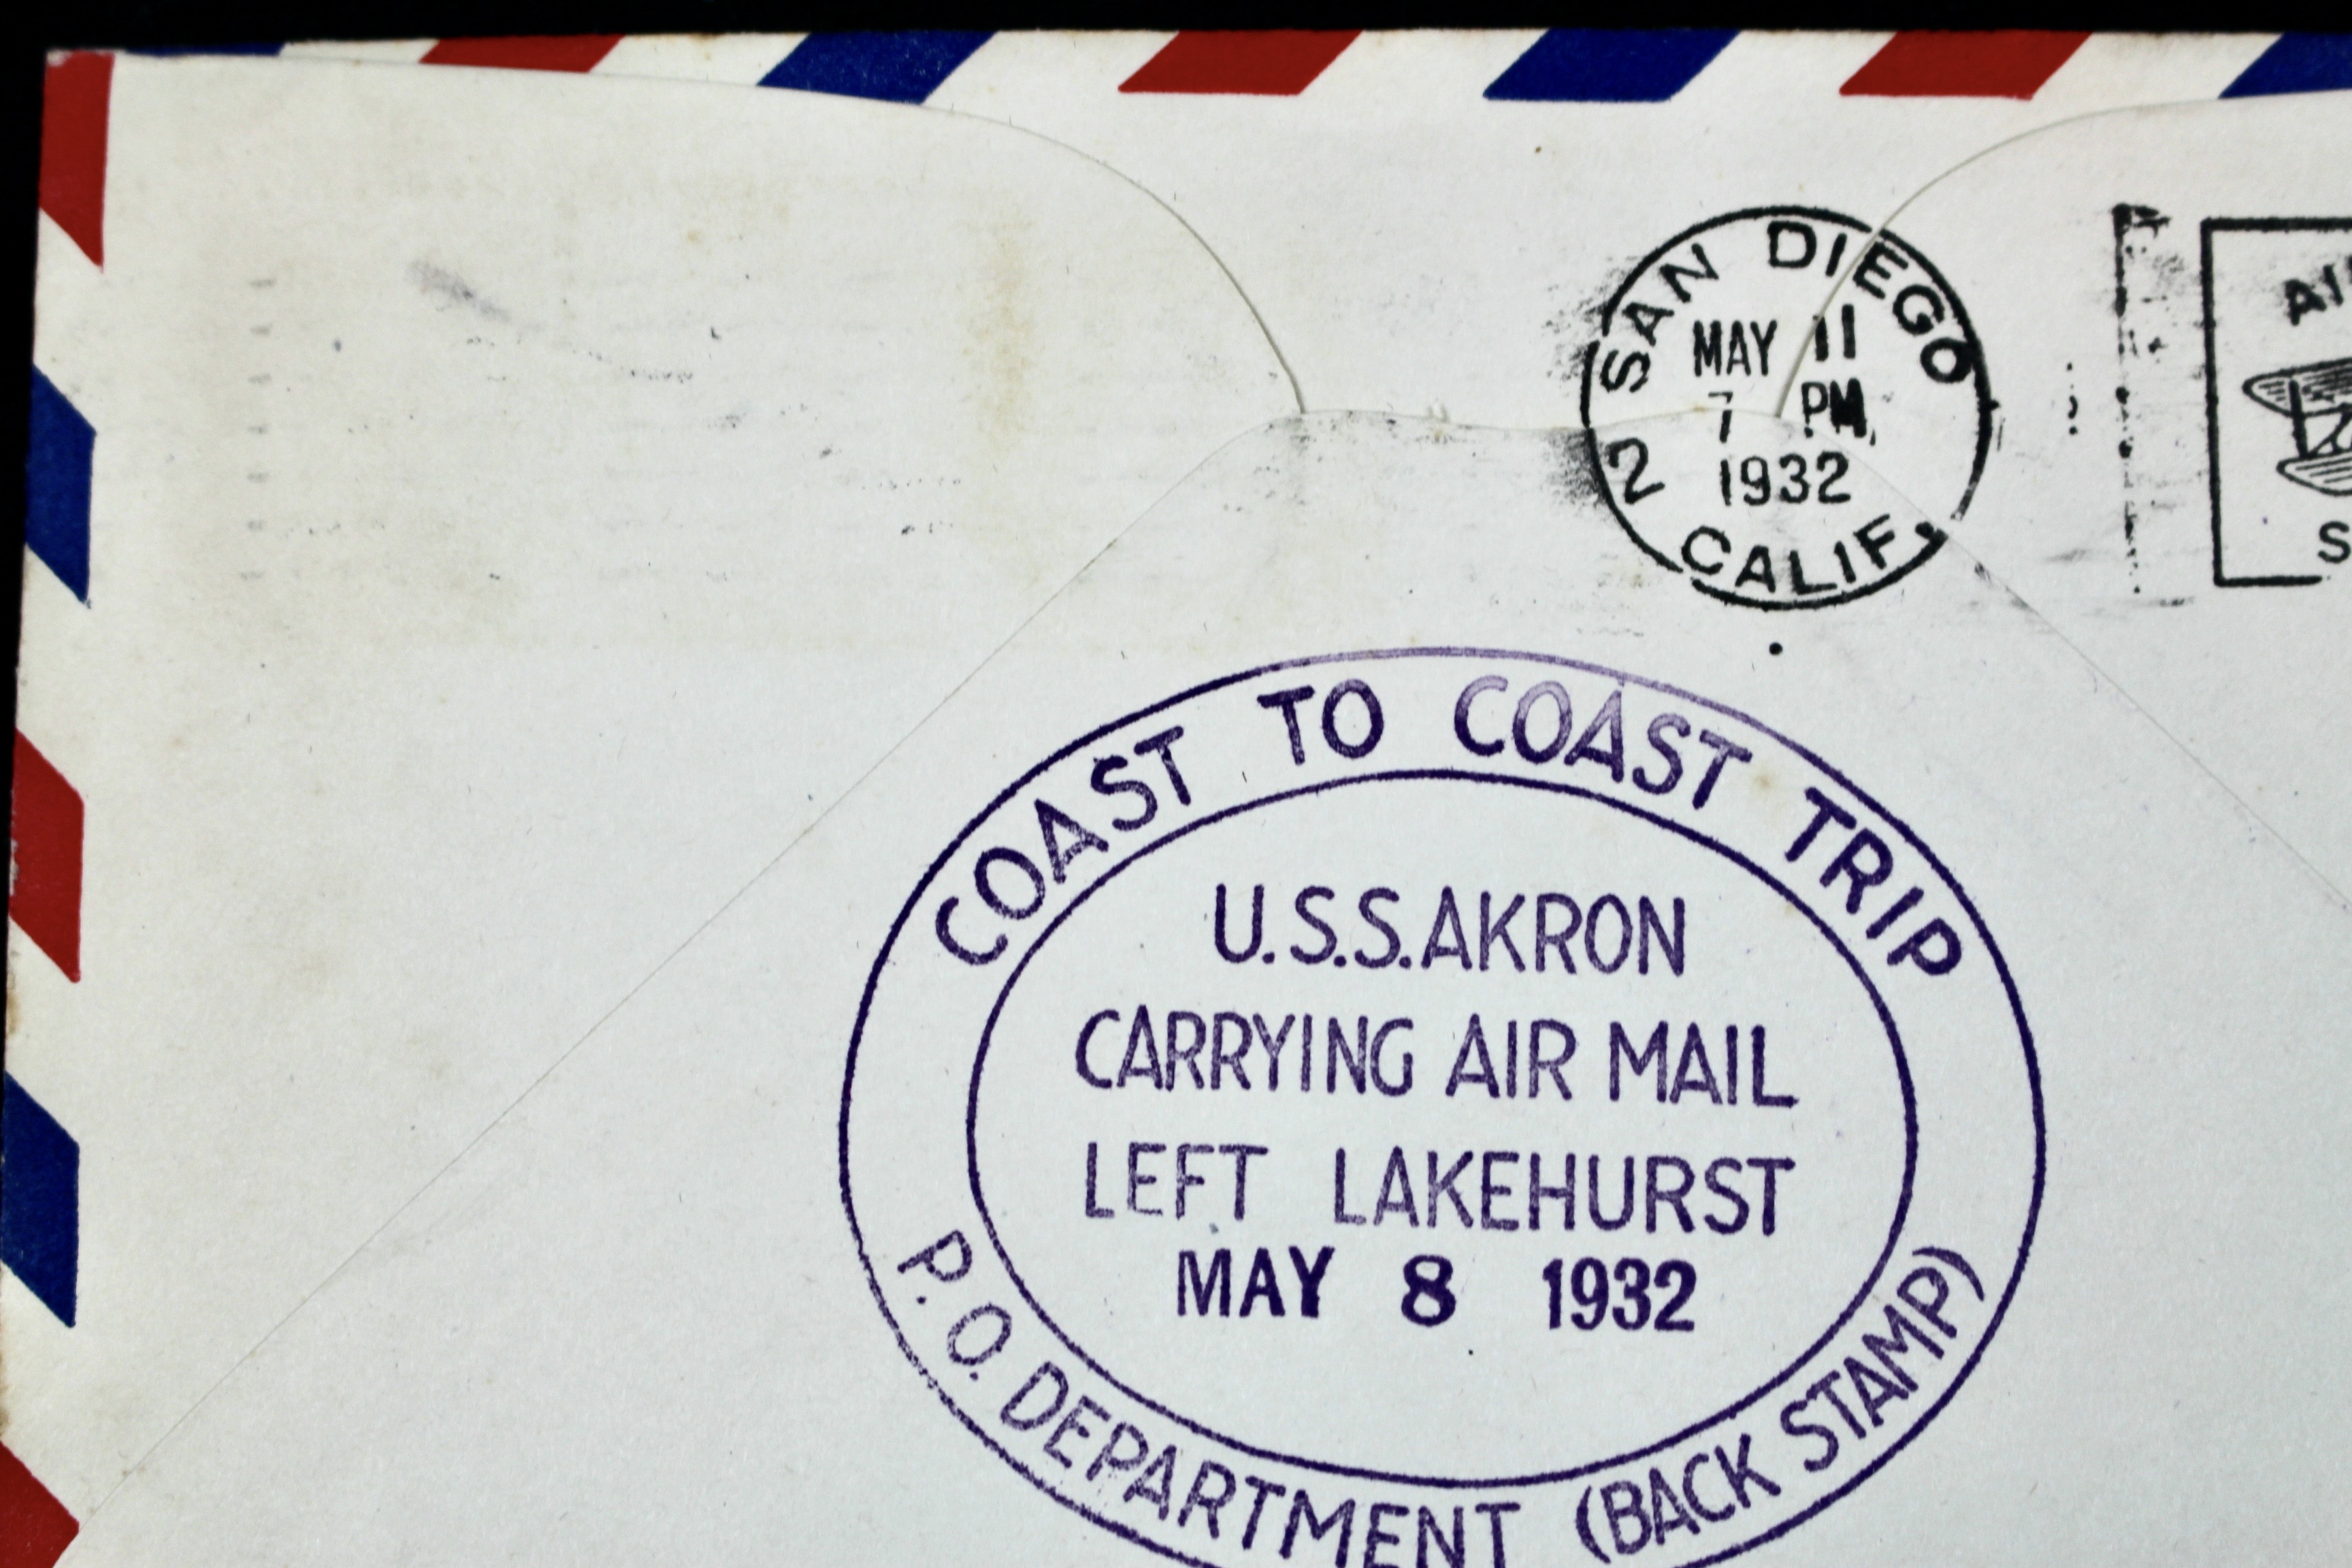 SAN DIEGO
MAY 11
7 PM
1932
2
CALIF.
COAST TO COAST TRIP
U.S.S. AKRON
CARRYING AIR MAIL
LEFT LAKEHURST
MAY 8 1932
P. O. DEPARTMENT (BACK STAMP)